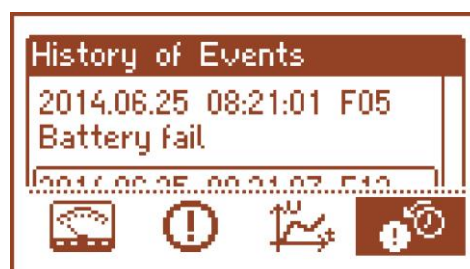 History of Events
2014.06.25 08:21:01 F05
Battery fail
U
t